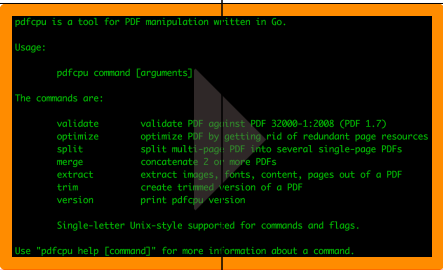 pdfcpu is a tool for PDF manipulation written in Go.
Usage:
pdfcpu command [arguments]
The commands are:
validate validate PDF against PDF 32000-1:2008 (PDF 1.7)
optimize optimize PDF by getting rid of redundant page resources
split split multi-page PDF into several single-page PDFs
merge concatenate 2 or more PDFs
extract extract images, fonts, content, pages out of a PDF
trim create trimmed version of a PDF
version print pdfcpu version
Single-letter Unix-style supported for commands and flags.
Use "pdfcpu help [command]" for more information about a command.